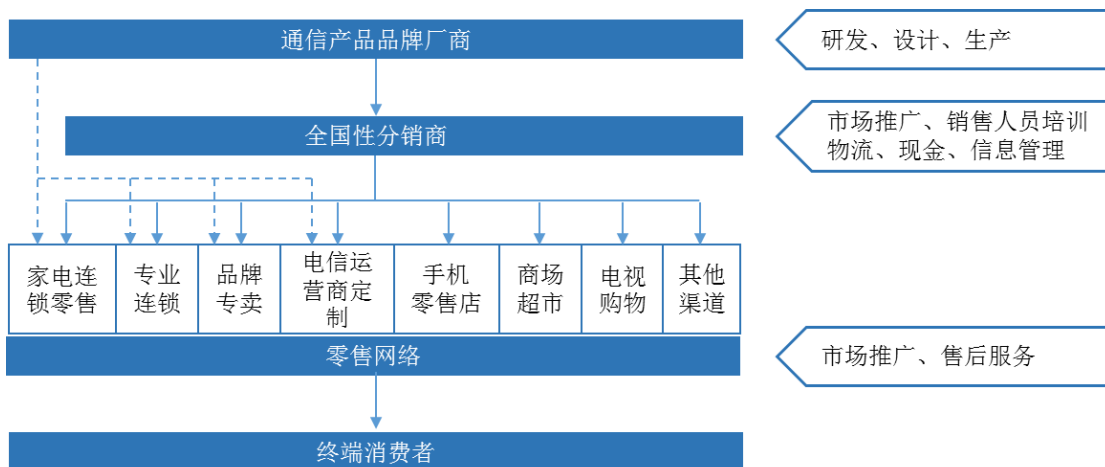 通信产品品牌厂商
研发、设计、生产
全国性分销商
市场推广、销售人员培训
物流、现金、信息管理
家电连
锁零售
专业
连锁
品牌
专卖
电信运
营商定
制
手机
零售店
商场
超市
电视
购物
其他
渠道
零售网络
市场推广、售后服务
终端消费者